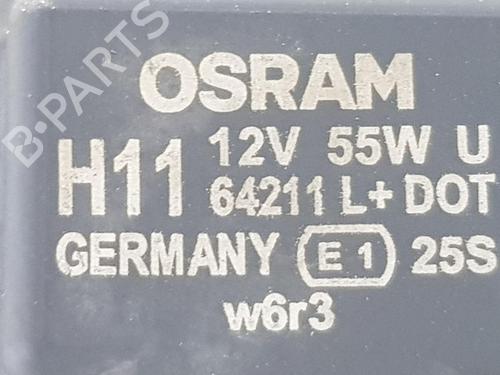 B-PARTS
OSRAM
H11 12V 55W U
64211 L+ DOT
GERMANY E1 25S
w6r3